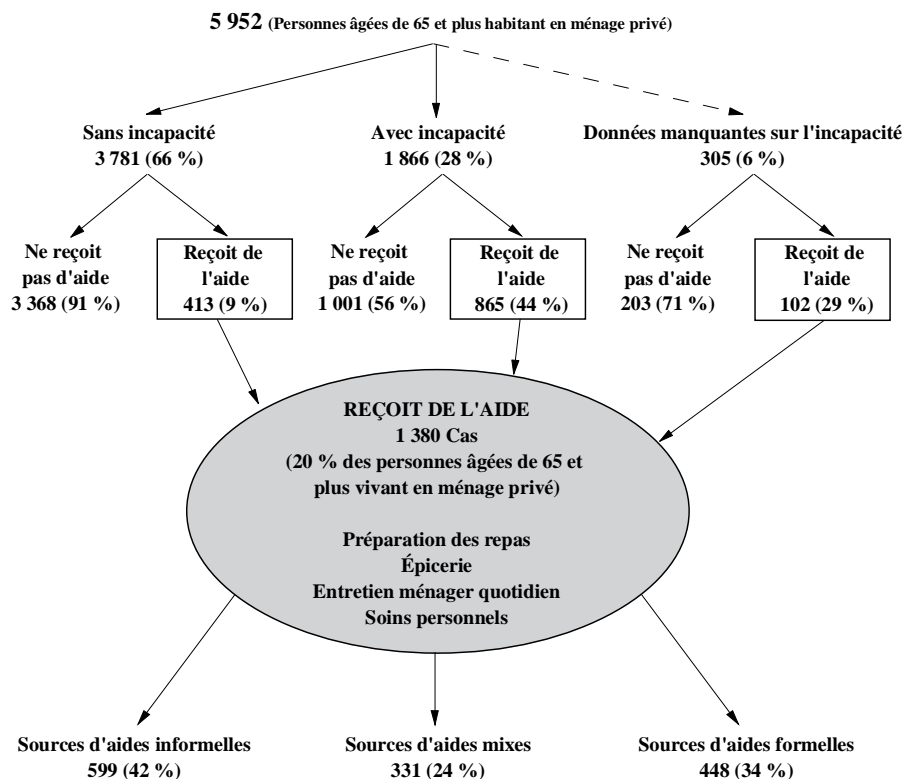 5 952 (Personnes âgées de 65 et plus habitant en ménage privé)
Sans incapacité
3 781 (66 %)
Avec incapacité
1 866 (28 %)
Données manquantes sur l'incapacité
305 (6 %)
Ne reçoit
pas d'aide
3 368 (91 %)
Reçoit de
l'aide
413 (9 %)
Ne reçoit
pas d'aide
1 001 (56 %)
Reçoit de
l'aide
865 (44 %)
Ne reçoit
pas d'aide
203 (71 %)
Reçoit de
l'aide
102 (29 %)
REÇOIT DE L'AIDE
1 380 Cas
(20 % des personnes âgées de 65 et
plus vivant en ménage privé)
Préparation des repas
Épicerie
Entretien ménager quotidien
Soins personnels
Sources d'aides informelles
599 (42 %)
Sources d'aides mixes
331 (24 %)
Sources d'aides formelles
448 (34 %)